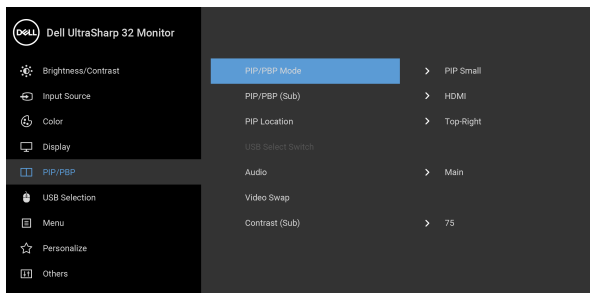 DELL Dell UltraSharp 32 Monitor
Brightness/Contrast
Input Source
Color
Display
PIP/PBP
USB Selection
Menu
Personalize
Others
PIP/PBP Mode > PIP Small
PIP/PBP (Sub) > HDMI
PIP Location > Top-Right
USB Select Switch
Audio > Main
Video Swap
Contrast (Sub) > 75